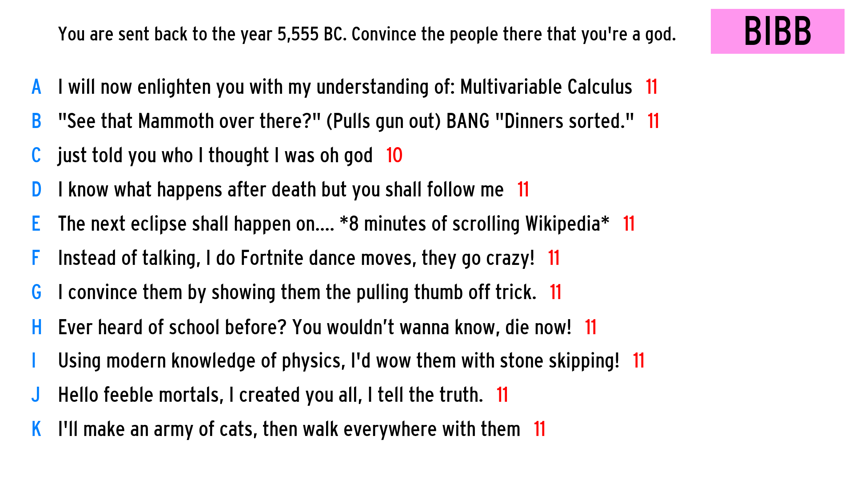 You are sent back to the year 5,555 BC. Convince the people there that you're a god.
BIBB
A I will now enlighten you with my understanding of: Multivariable Calculus 11
B "See that Mammoth over there?" (Pulls gun out) BANG "Dinners sorted." 11
C just told you who I thought I was oh god 10
D I know what happens after death but you shall follow me 11
E The next eclipse shall happen on.... *8 minutes of scrolling Wikipedia* 11
F Instead of talking, I do Fortnite dance moves, they go crazy! 11
G I convince them by showing them the pulling thumb off trick. 11
H Ever heard of school before? You wouldn’t wanna know, die now! 11
I Using modern knowledge of physics, I'd wow them with stone skipping! 11
J Hello feeble mortals, I created you all, I tell the truth. 11
K I'll make an army of cats, then walk everywhere with them 11